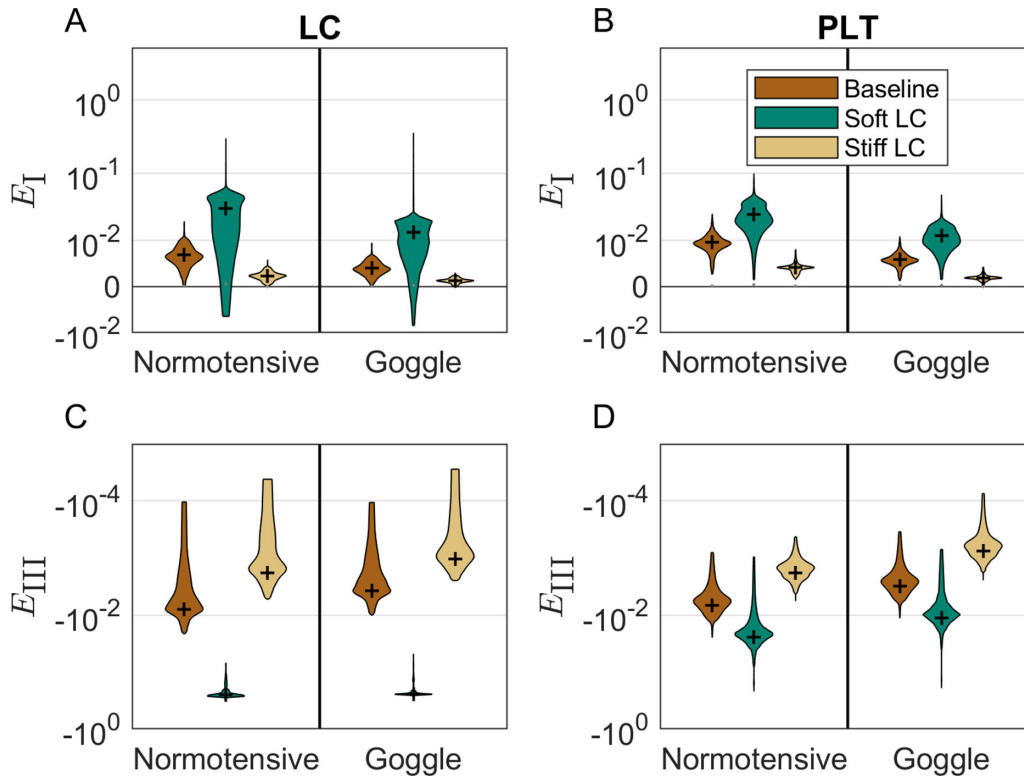 A
LC
B
PLT
10^0
10^-1
10^-2
0
-10^-2
E_I
Normotensive
Goggle
10^0
10^-1
10^-2
0
-10^-2
E_I
Baseline
Soft LC
Stiff LC
Normotensive
Goggle
C
-10^-4
-10^-2
-10^0
E_III
Normotensive
Goggle
D
-10^-4
-10^-2
-10^0
E_III
Normotensive
Goggle